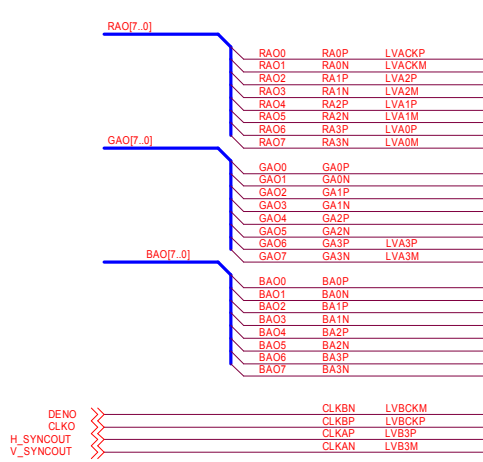 RAO[7..0]
RAO0 RA0P LVACKP
RAO1 RA0N LVACKM
RAO2 RA1P LVA2P
RAO3 RA1N LVA2M
RAO4 RA2P LVA1P
RAO5 RA2N LVA1M
RAO6 RA3P LVA0P
RAO7 RA3N LVA0M
GAO[7..0]
GAO0 GA0P
GAO1 GA0N
GAO2 GA1P
GAO3 GA1N
GAO4 GA2P
GAO5 GA2N
GAO6 GA3P LVA3P
GAO7 GA3N LVA3M
BAO[7..0]
BAO0 BA0P
BAO1 BA0N
BAO2 BA1P
BAO3 BA1N
BAO4 BA2P
BAO5 BA2N
BAO6 BA3P
BAO7 BA3N
DENO CLKBN LVBCKM
CLKO CLKBP LVBCKP
H_SYNCOUT CLKAP LVB3P
V_SYNCOUT CLKAN LVB3M